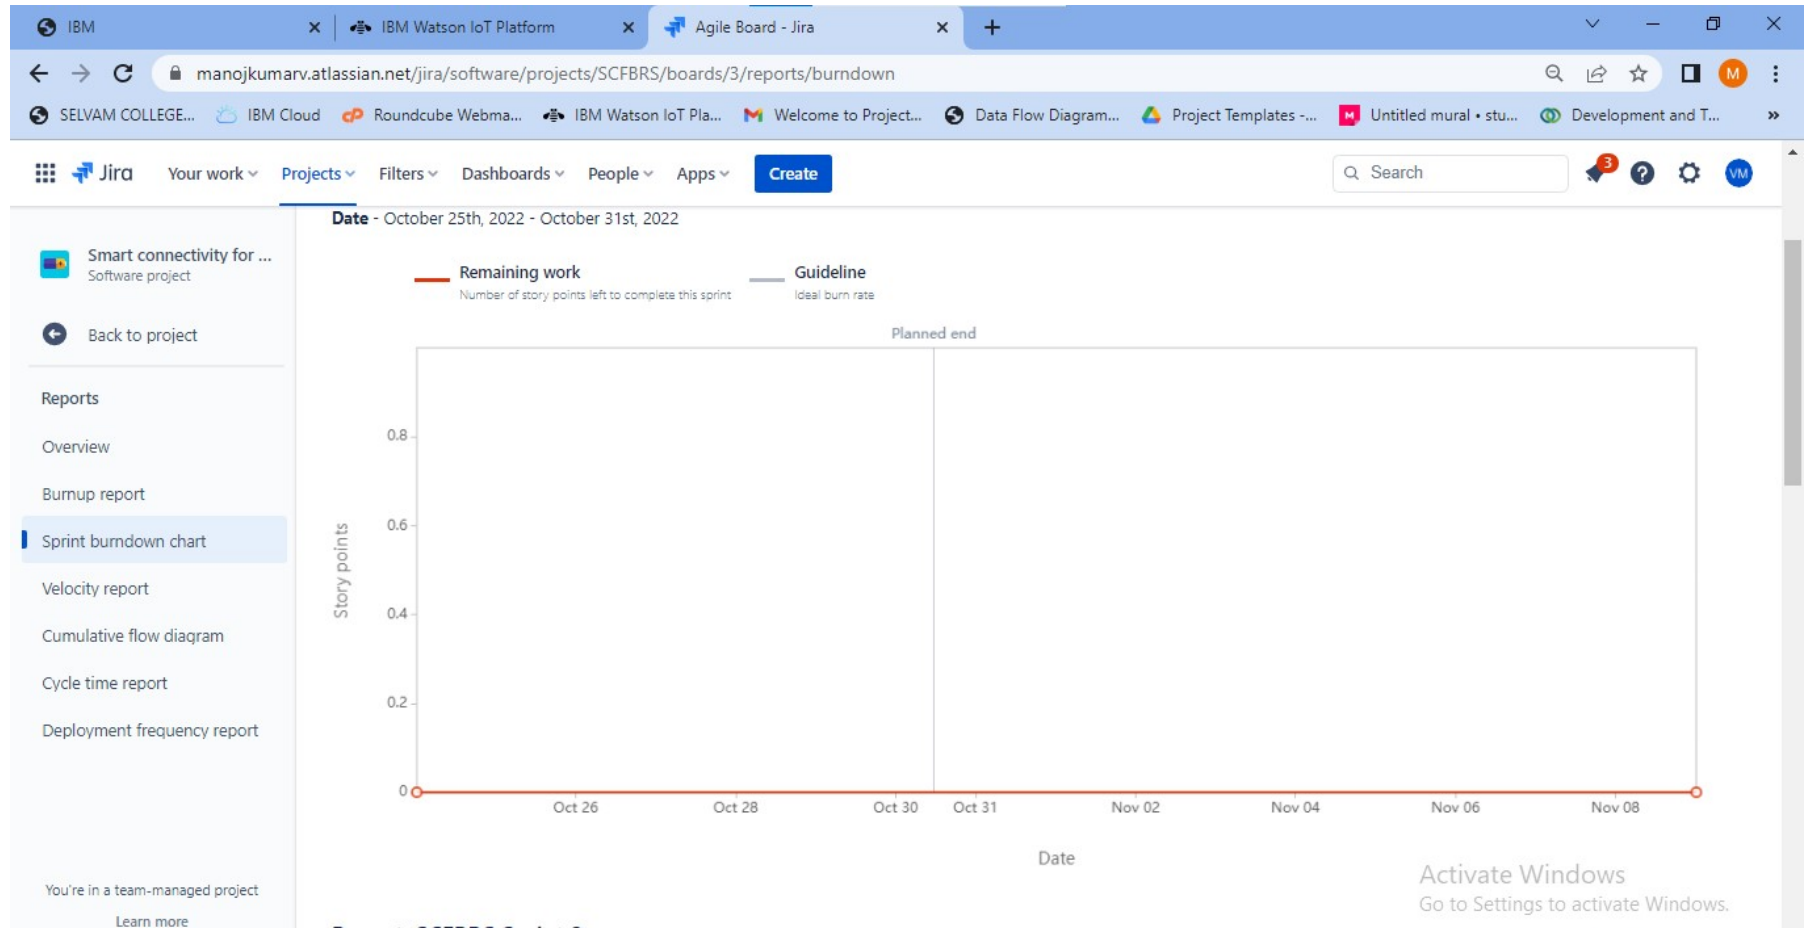 IBM
IBM Watson IoT Platform
Agile Board - Jira
manojkumarv.atlassian.net/jira/software/projects/SCFBRS/boards/3/reports/burndown
M
SELVAM COLLEGE...
IBM Cloud
Roundcube Webma...
IBM Watson IoT Pla...
Welcome to Project...
Data Flow Diagram...
Project Templates -...
Untitled mural • stu...
Development and T...
»
Jira
Your work
Projects
Filters
Dashboards
People
Apps
Create
Search
3
VM
Date - October 25th, 2022 - October 31st, 2022
Smart connectivity for ...
Software project
Back to project
Reports
Overview
Burnup report
Sprint burndown chart
Velocity report
Cumulative flow diagram
Cycle time report
Deployment frequency report
You're in a team-managed project
Learn more
Remaining work
Number of story points left to complete this sprint
Guideline
Ideal burn rate
Planned end
Story points
0.8
0.6
0.4
0.2
0
Oct 26
Oct 28
Oct 30
Oct 31
Nov 02
Nov 04
Nov 06
Nov 08
Date
Activate Windows
Go to Settings to activate Windows.